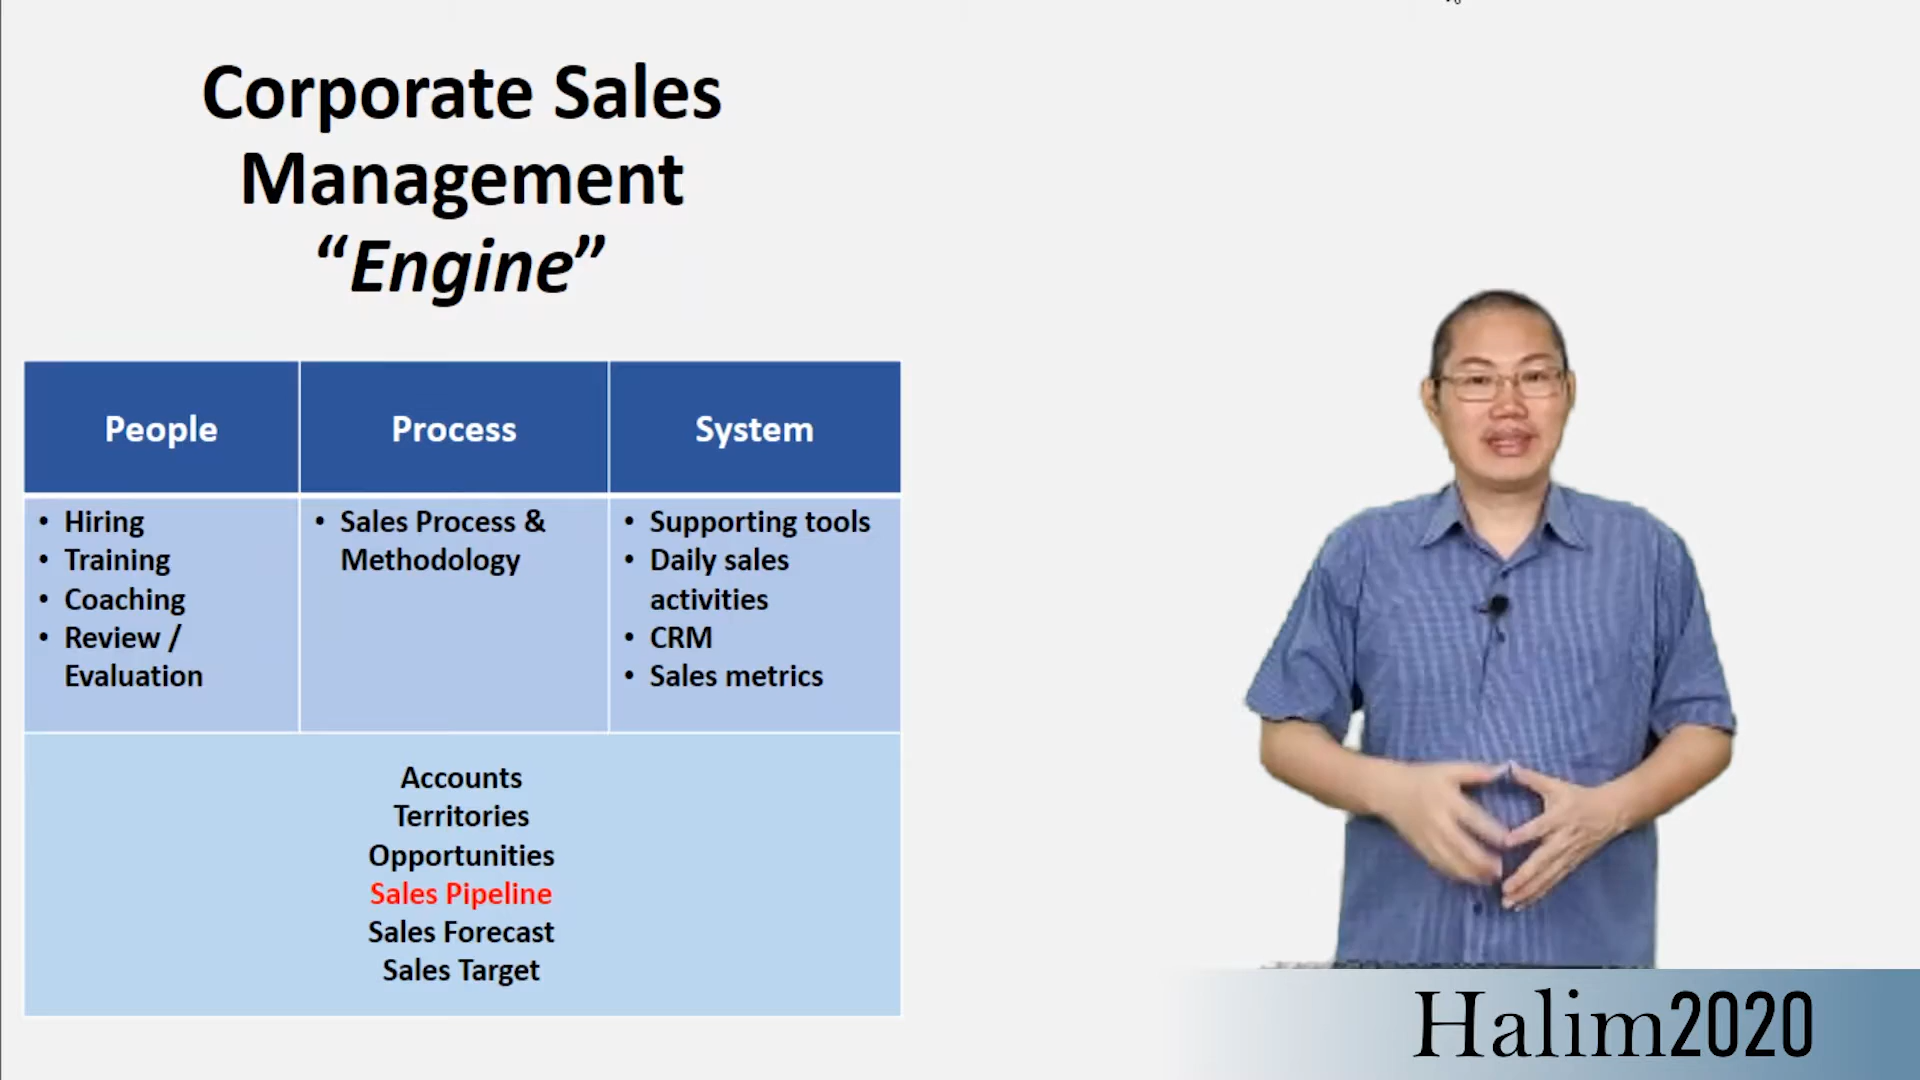 Corporate Sales
Management
“Engine”
People
Process
System
• Hiring
• Training
• Coaching
• Review /
Evaluation
• Sales Process &
Methodology
• Supporting tools
• Daily sales
activities
• CRM
• Sales metrics
Accounts
Territories
Opportunities
Sales Pipeline
Sales Forecast
Sales Target
Halim2020